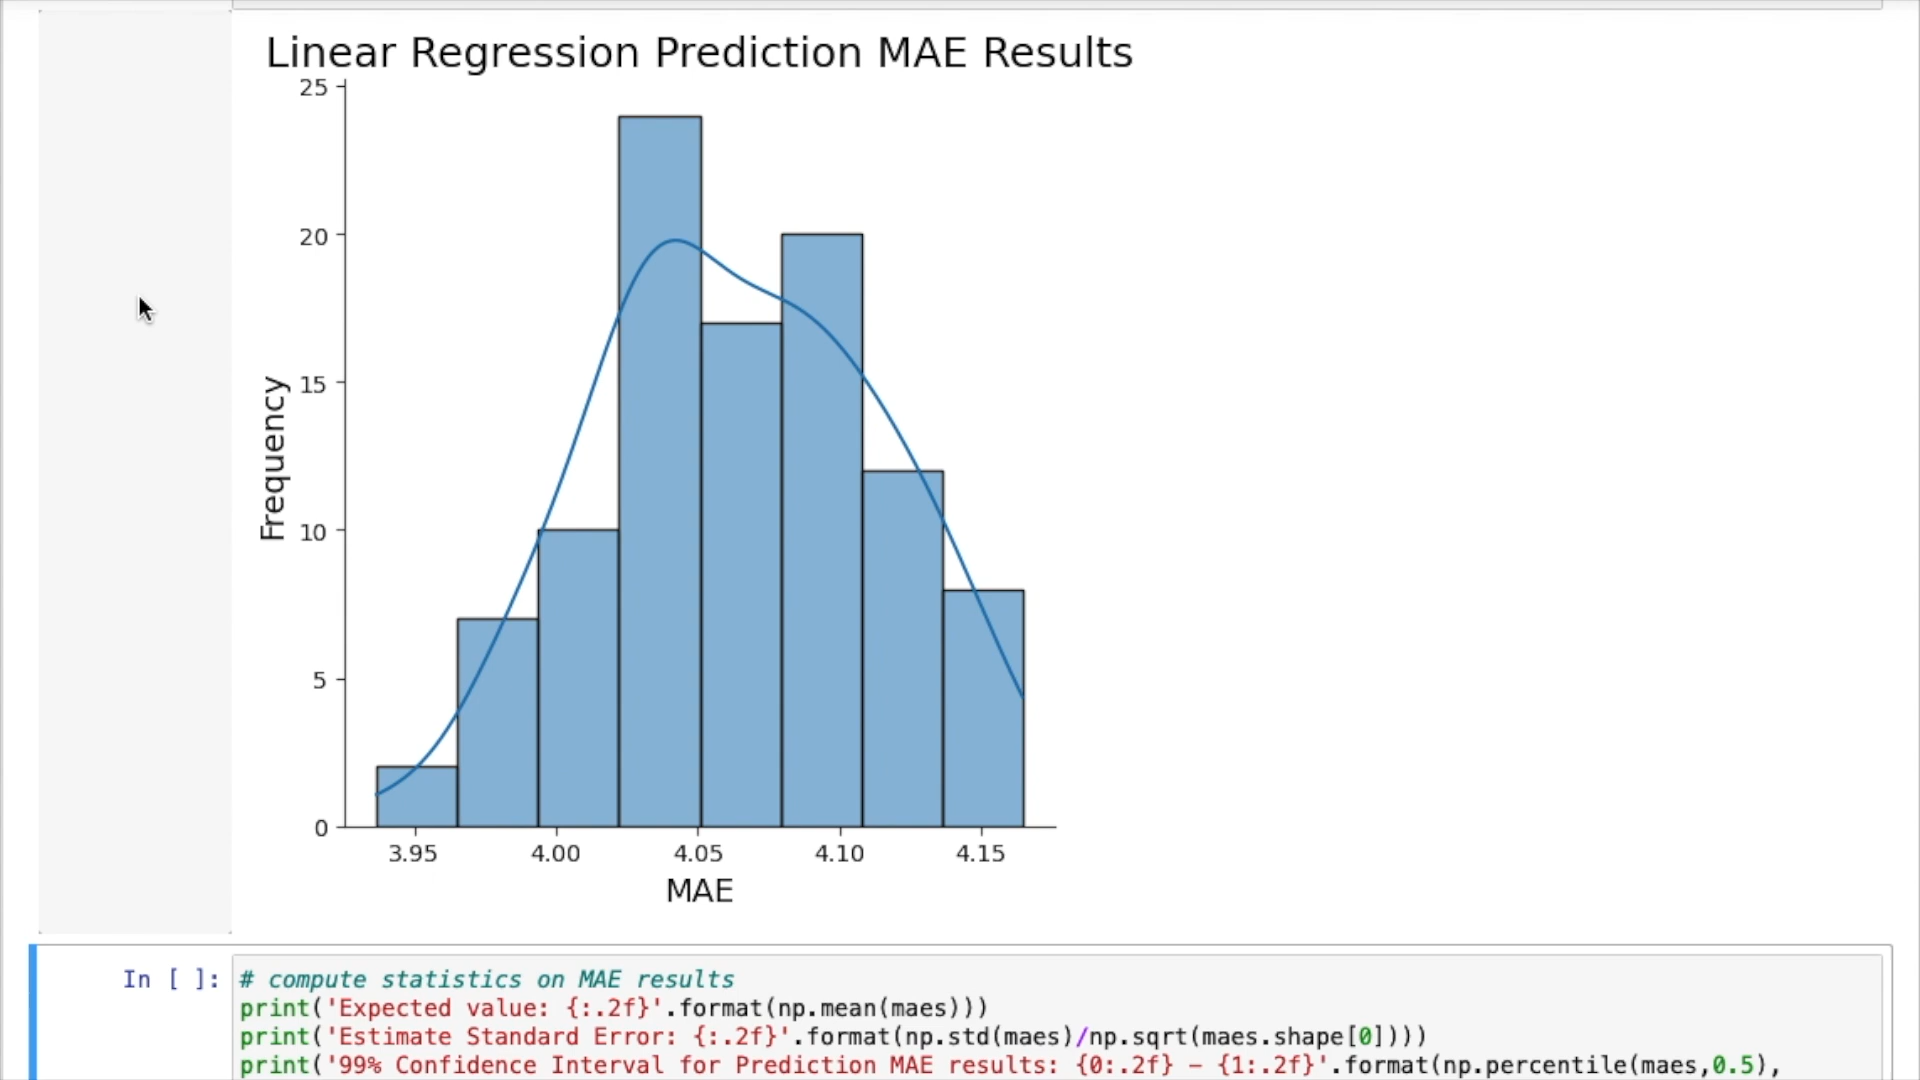 Linear Regression Prediction MAE Results
25
20
15
10
5
0
Frequency
3.95 4.00 4.05 4.10 4.15
MAE
In [ ]: # compute statistics on MAE results
print('Expected value: {:.2f}'.format(np.mean(maes)))
print('Estimate Standard Error: {:.2f}'.format(np.std(maes)/np.sqrt(maes.shape[0])))
print('99% Confidence Interval for Prediction MAE results: {0:.2f} – {1:.2f}'.format(np.percentile(maes,0.5),